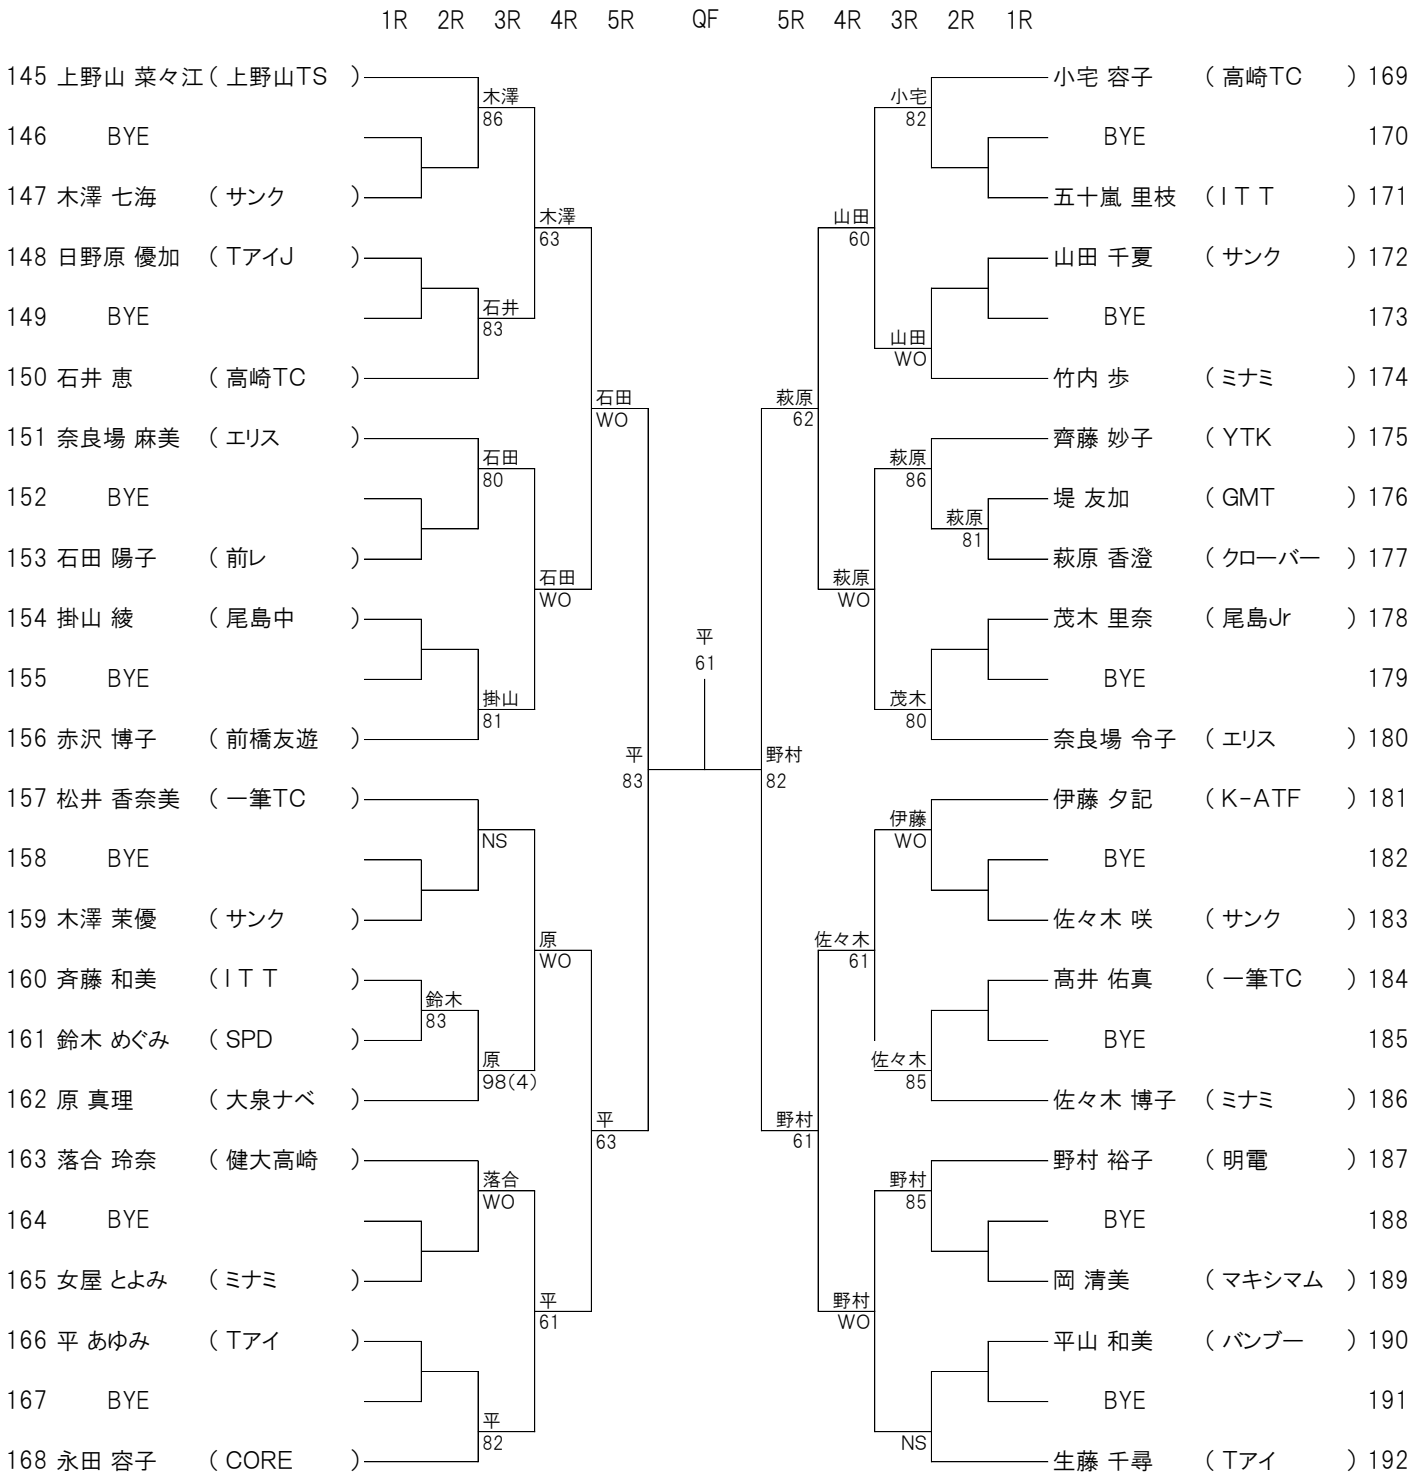 1R 2R 3R 4R 5R QF 5R 4R 3R 2R 1R
145 上野山 菜々江 ( 上野山TS ) 小宅 容子 ( 高崎TC ) 169
木澤 小宅
86 82
146 BYE BYE 170
147 木澤 七海 ( サンク ) 五十嵐 里枝 ( I T T ) 171
木澤 山田
63 60
148 日野原 優加 ( TアイJ ) 山田 千夏 ( サンク ) 172
石井
149 BYE BYE 173
83
山田
WO
150 石井 恵 ( 高崎TC ) 竹内 歩 ( ミナミ ) 174
石田 萩原
WO 62
151 奈良場 麻美 ( エリス ) 齊藤 妙子 ( YTK ) 175
石田 萩原
80 86
152 BYE 堤 友加 ( GMT ) 176
萩原
81
153 石田 陽子 ( 前レ ) 萩原 香澄 ( クローバー ) 177
石田 萩原
WO WO
154 掛山 綾 ( 尾島中 ) 茂木 里奈 ( 尾島Jr ) 178
平
61
155 BYE BYE 179
掛山 茂木
81 80
156 赤沢 博子 ( 前橋友遊 ) 奈良場 令子 ( エリス ) 180
平 野村
83 82
157 松井 香奈美 ( 一筆TC ) 伊藤 夕記 ( K-ATF ) 181
伊藤
NS WO
158 BYE BYE 182
159 木澤 茉優 ( サンク ) 佐々木 咲 ( サンク ) 183
原 佐々木
WO 61
160 斉藤 和美 ( I T T ) 髙井 佑真 ( 一筆TC ) 184
鈴木
83
161 鈴木 めぐみ ( SPD ) BYE 185
原 佐々木
98(4) 85
162 原 真理 ( 大泉ナベ ) 佐々木 博子 ( ミナミ ) 186
平 野村
63 61
163 落合 玲奈 ( 健大高崎 ) 野村 裕子 ( 明電 ) 187
落合 野村
WO 85
164 BYE BYE 188
165 女屋 とよみ ( ミナミ ) 岡 清美 ( マキシマム ) 189
平 野村
61 WO
166 平 あゆみ ( Tアイ ) 平山 和美 ( バンブー ) 190
167 BYE BYE 191
平
82 NS
168 永田 容子 ( CORE ) 生藤 千尋 ( Tアイ ) 192